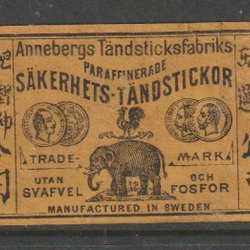 Annebergs Tändsticksfabriks
PARAFFINERADE
SÄKERHETS-TÄNDSTICKOR
TRADE MARK
UTAN OCH
SVAFVEL FOSFOR
MANUFACTURED IN SWEDEN